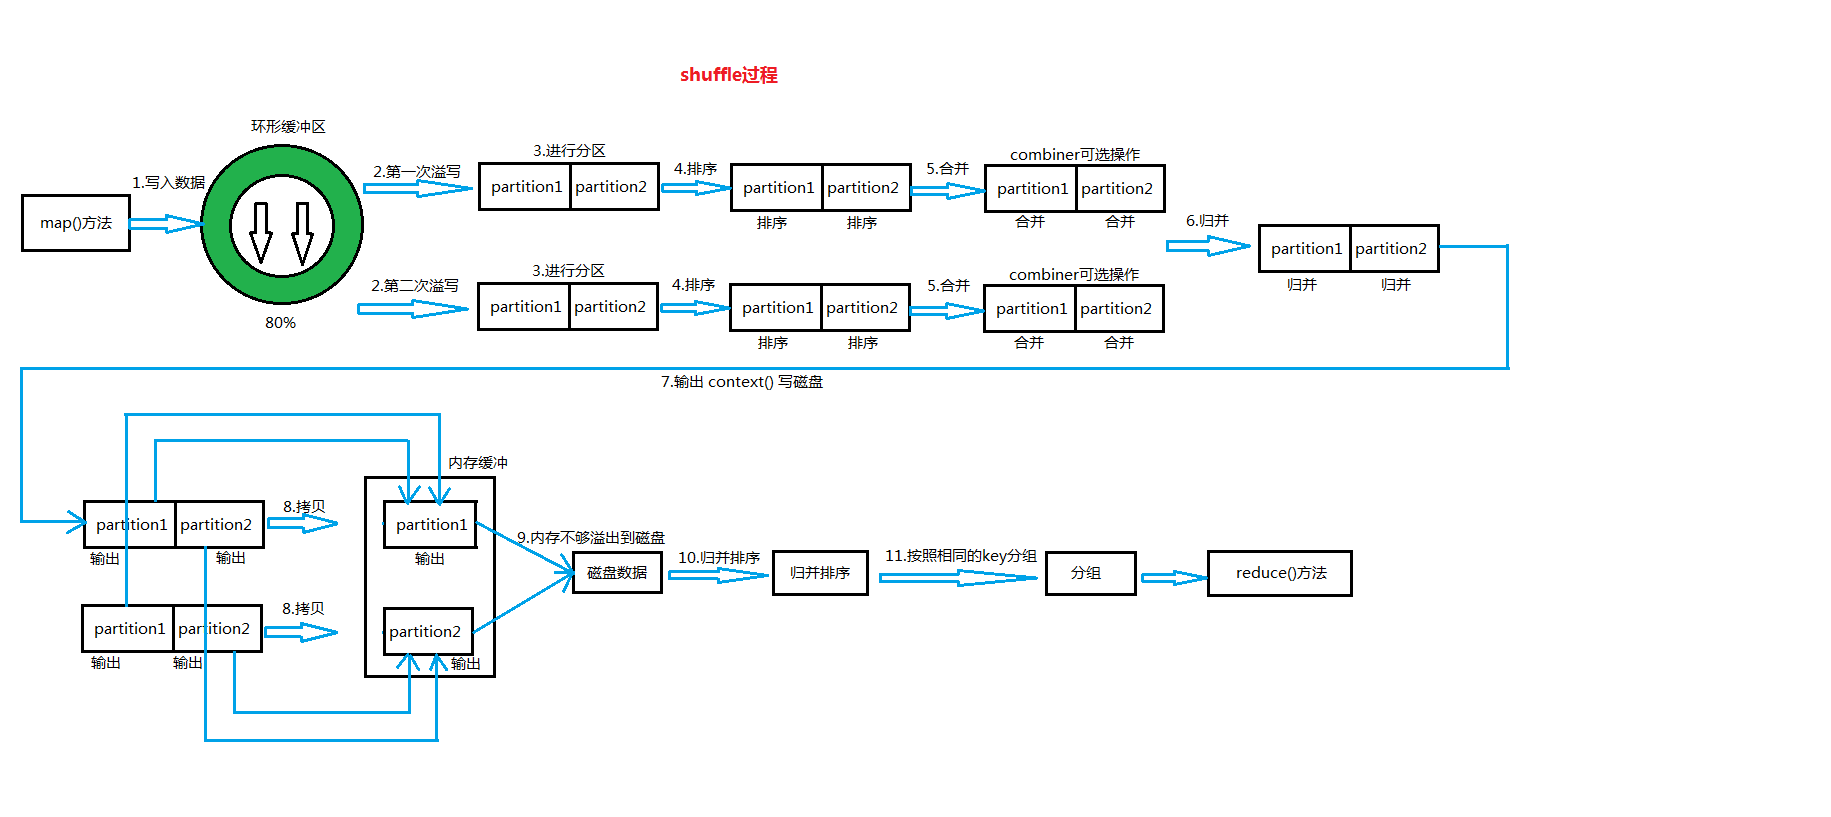 shuffle过程
环形缓冲区
1.写入数据
map()方法
80%
2.第一次溢写
3.进行分区
partition1 partition2
4.排序
partition1 partition2
排序 排序
5.合并
combiner可选操作
partition1 partition2
合并 合并
2.第二次溢写
3.进行分区
partition1 partition2
4.排序
partition1 partition2
排序 排序
5.合并
combiner可选操作
partition1 partition2
合并 合并
6.归并
partition1 partition2
归并 归并
7.输出 context() 写磁盘
partition1 partition2
输出 输出
8.拷贝
partition1 partition2
输出 输出
8.拷贝
内存缓冲
partition1
输出
partition2
输出
9.内存不够溢出到磁盘
磁盘数据
10.归并排序
归并排序
11.按照相同的key分组
分组
reduce()方法